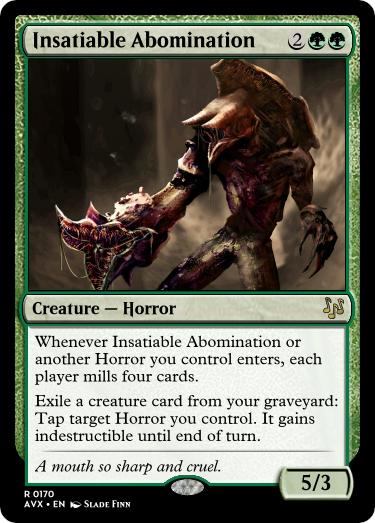 Insatiable Abomination 2
Creature — Horror
Whenever Insatiable Abomination or
another Horror you control enters, each
player mills four cards.
Exile a creature card from your graveyard:
Tap target Horror you control. It gains
indestructible until end of turn.
A mouth so sharp and cruel.
5/3
R 0170
AVX • EN Slade Finn